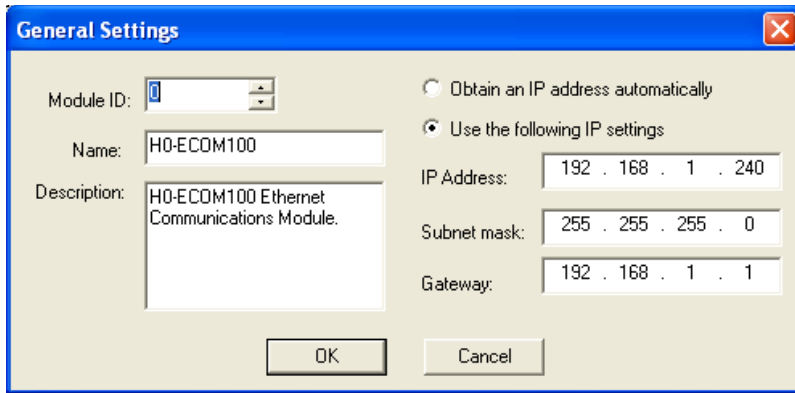 General Settings
Module ID: 0
Name: H0-ECOM100
Description: H0-ECOM100 Ethernet
Communications Module.
Obtain an IP address automatically
Use the following IP settings
IP Address: 192 . 168 . 1 . 240
Subnet mask: 255 . 255 . 255 . 0
Gateway: 192 . 168 . 1 . 1
OK
Cancel